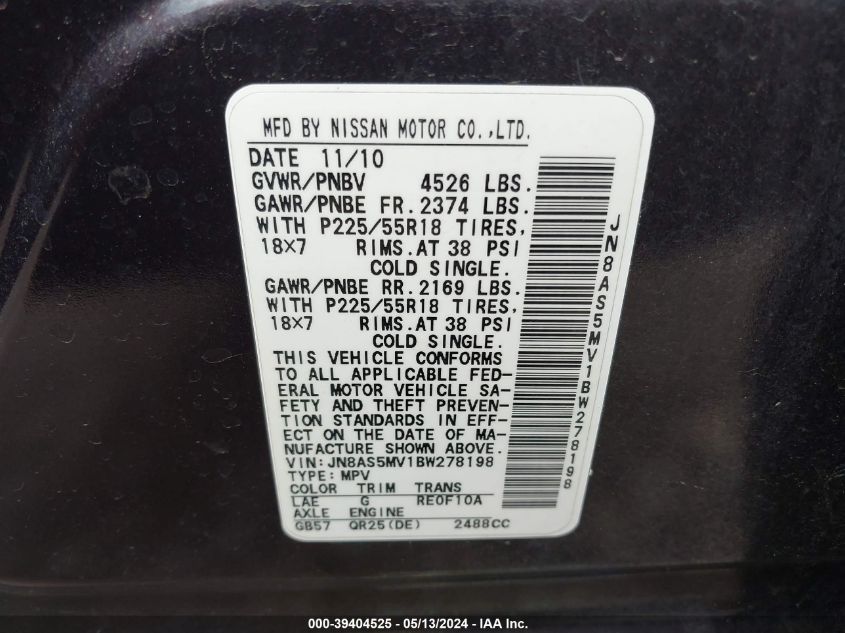 MFD BY NISSAN MOTOR CO.,LTD.
DATE 11/10
GVWR/PNBV 4526 LBS.
GAWR/PNBE FR.2374 LBS.
WITH P225/55R18 TIRES,
18×7 RIMS.AT 38 PSI
COLD SINGLE.
GAWR/PNBE RR.2169 LBS.
WITH P225/55R18 TIRES,
18×7 RIMS.AT 38 PSI
COLD SINGLE.
THIS VEHICLE CONFORMS
TO ALL APPLICABLE FED-
ERAL MOTOR VEHICLE SA-
FETY AND THEFT PREVEN-
TION STANDARDS IN EFF-
ECT ON THE DATE OF MA-
NUFACTURE SHOWN ABOVE.
VIN:JN8AS5MV1BW278198
TYPE:MPV
COLOR TRIM TRANS
LAE G RE0F10A
AXLE ENGINE
GB57 QR25(DE) 2488CC
JN8AS5MV1BW278198
000-39404525 - 05/13/2024 - IAA Inc.